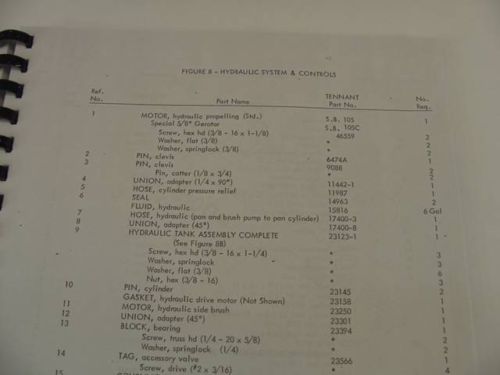 FIGURE 8 - HYDRAULIC SYSTEM & CONTROLS
Ref. No. Part Name TENNANT Part No. No. Req.
1 MOTOR, hydraulic propelling (Std.) S.B. 105 1
Special 5/8" Gerotor S.B. 105C
Screw, hex hd (3/8 - 16 x 1-1/8) 46559 2
Washer, flat (3/8) * 2
Washer, springlock (3/8) * 2
2 PIN, clevis 6474A 2
3 PIN, clevis 9088 1
Pin, cotter (1/8 x 3/4) * 2
4 UNION, adapter (1/4 x 90°) 11442-1 1
5 HOSE, cylinder pressure relief 11987 1
6 SEAL 14963 2
FLUID, hydraulic 15816 6 Gal
7 HOSE, hydraulic (pan and brush pump to pan cylinder) 17400-3 1
8 UNION, adapter (45°) 17400-8 1
9 HYDRAULIC TANK ASSEMBLY COMPLETE 23123-1 1
(See Figure 8B)
Screw, hex hd (3/8 - 16 x 1-1/4) * 3
Washer, springlock * 3
Washer, flat (3/8) * 6
Nut, hex (3/8 - 16) * 3
10 PIN, cylinder 23145 2
GASKET, hydraulic drive motor (Not Shown) 23158 1
11 MOTOR, hydraulic side brush 23250 1
12 UNION, adapter (45°) 23301 1
13 BLOCK, bearing 23394 1
Screw, truss hd (1/4 - 20 x 5/8) * 2
Washer, springlock (1/4) * 2
14 TAG, accessory valve 23566 1
Screw, drive (#2 x 3/16) * 4
15